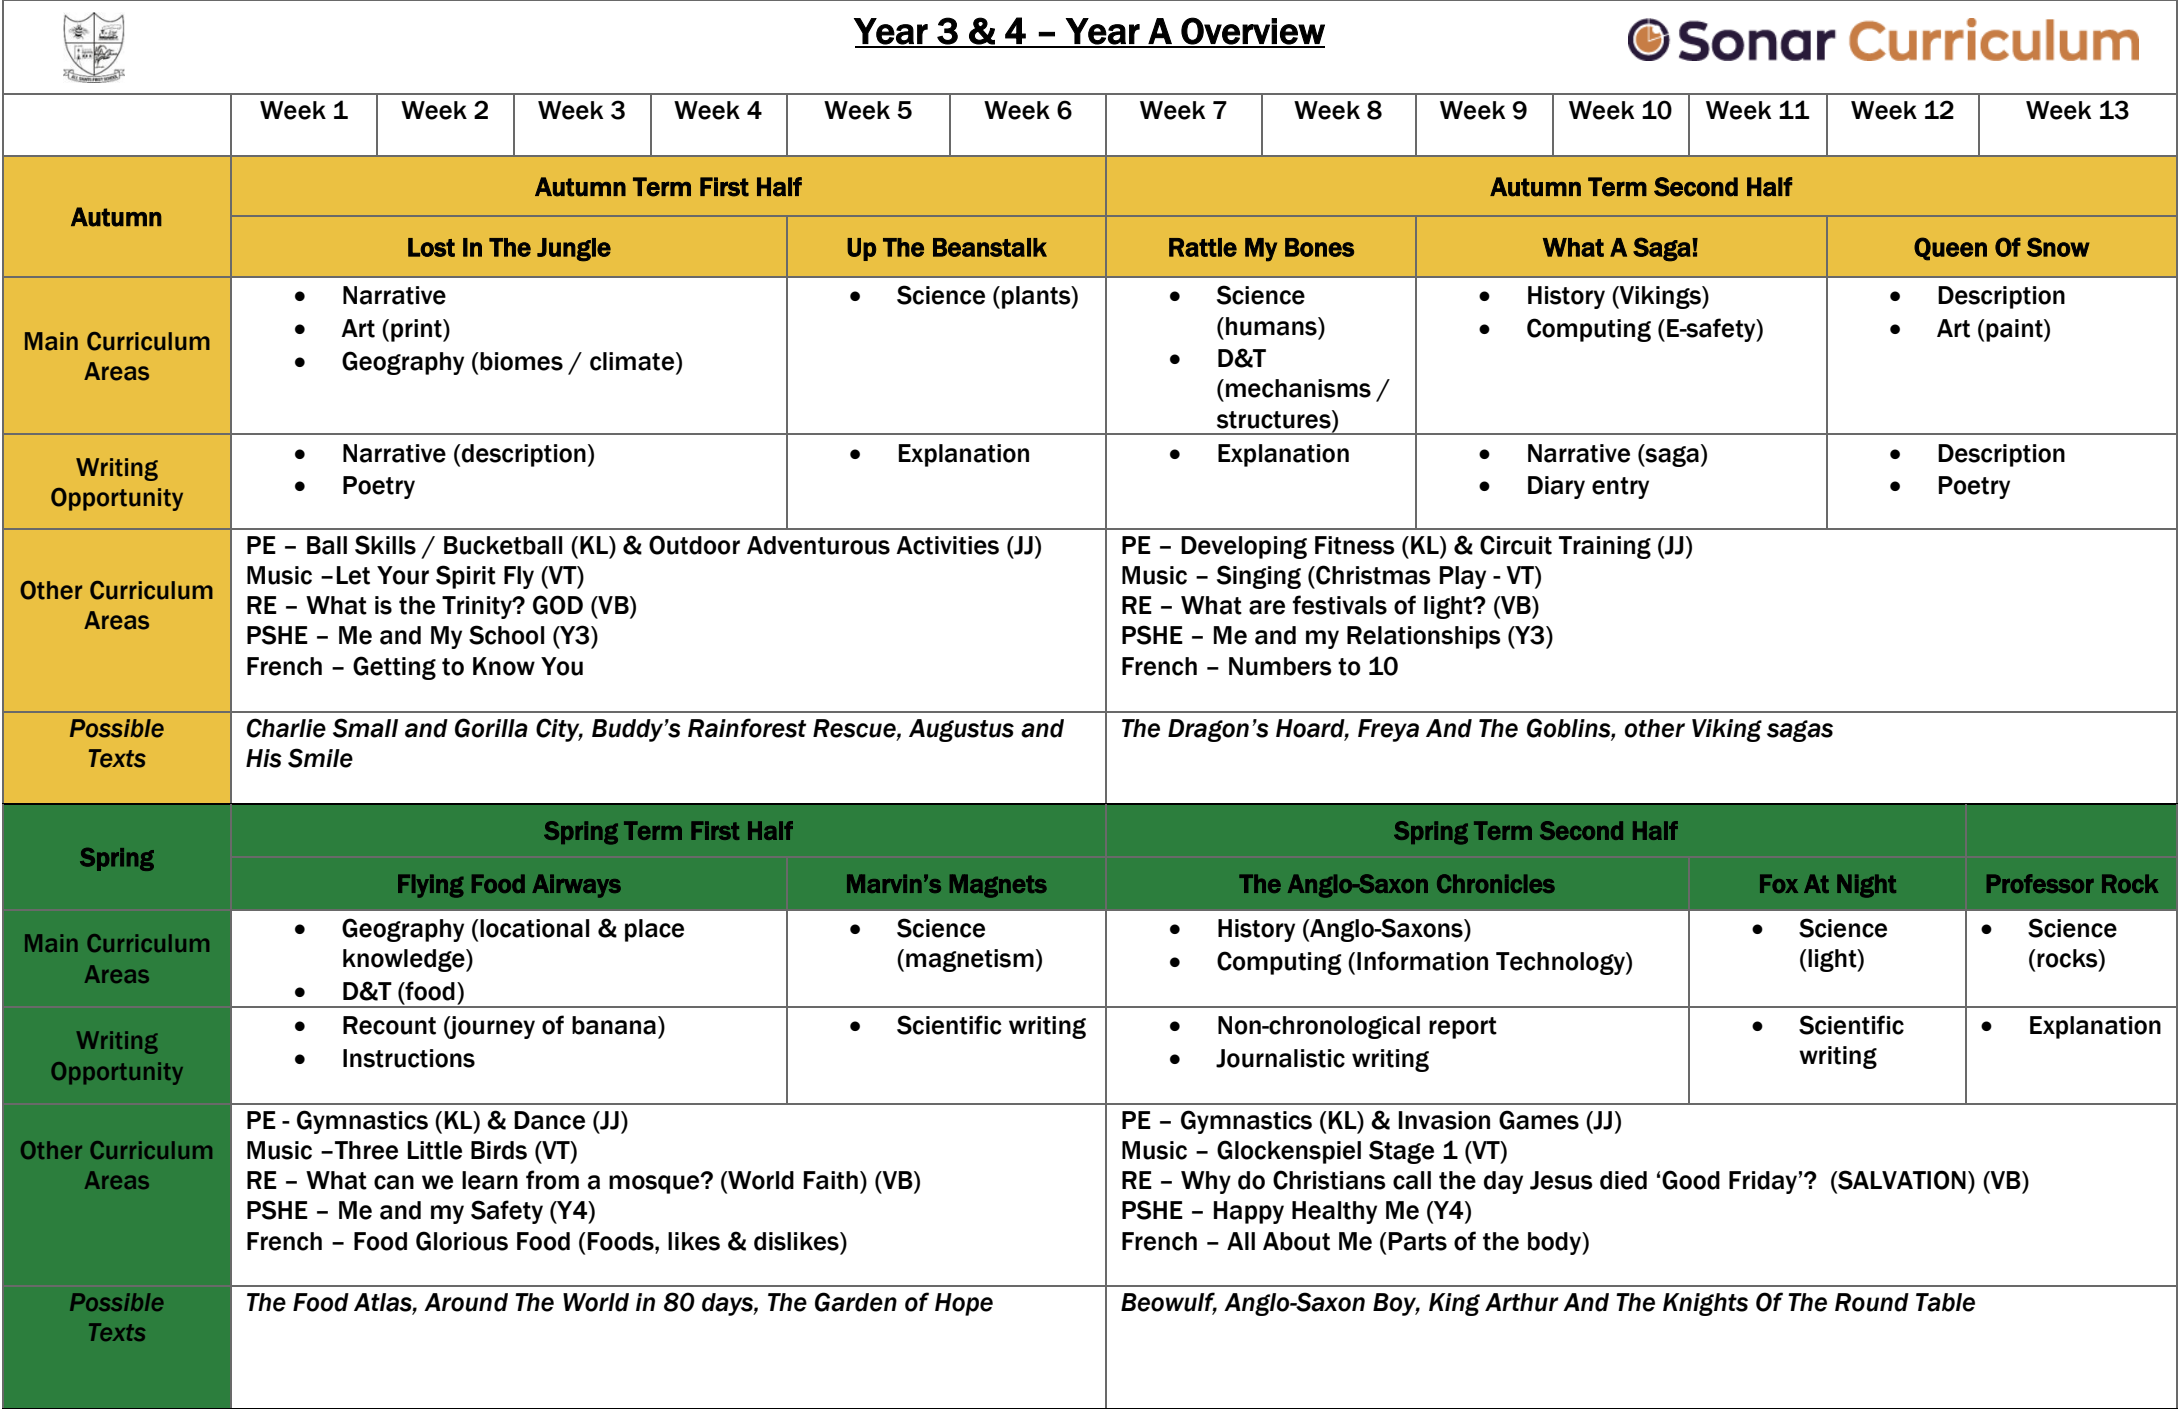 Year 3 & 4 – Year A Overview
Sonar Curriculum
Week 1
Week 2
Week 3
Week 4
Week 5
Week 6
Week 7
Week 8
Week 9
Week 10
Week 11
Week 12
Week 13
Autumn
Autumn Term First Half
Autumn Term Second Half
Lost In The Jungle
Up The Beanstalk
Rattle My Bones
What A Saga!
Queen Of Snow
Main Curriculum
Areas
• Narrative
• Art (print)
• Geography (biomes / climate)
• Science (plants)
• Science
(humans)
• D&T
(mechanisms /
structures)
• History (Vikings)
• Computing (E-safety)
• Description
• Art (paint)
Writing
Opportunity
• Narrative (description)
• Poetry
• Explanation
• Explanation
• Narrative (saga)
• Diary entry
• Description
• Poetry
Other Curriculum
Areas
PE – Ball Skills / Bucketball (KL) & Outdoor Adventurous Activities (JJ)
Music –Let Your Spirit Fly (VT)
RE – What is the Trinity? GOD (VB)
PSHE – Me and My School (Y3)
French – Getting to Know You
PE – Developing Fitness (KL) & Circuit Training (JJ)
Music – Singing (Christmas Play - VT)
RE – What are festivals of light? (VB)
PSHE – Me and my Relationships (Y3)
French – Numbers to 10
Possible
Texts
Charlie Small and Gorilla City, Buddy's Rainforest Rescue, Augustus and
His Smile
The Dragon's Hoard, Freya And The Goblins, other Viking sagas
Spring
Spring Term First Half
Spring Term Second Half
Flying Food Airways
Marvin's Magnets
The Anglo-Saxon Chronicles
Fox At Night
Professor Rock
Main Curriculum
Areas
• Geography (locational & place
knowledge)
• D&T (food)
• Science
(magnetism)
• History (Anglo-Saxons)
• Computing (Information Technology)
• Science
(light)
• Science
(rocks)
Writing
Opportunity
• Recount (journey of banana)
• Instructions
• Scientific writing
• Non-chronological report
• Journalistic writing
• Scientific
writing
• Explanation
Other Curriculum
Areas
PE - Gymnastics (KL) & Dance (JJ)
Music –Three Little Birds (VT)
RE – What can we learn from a mosque? (World Faith) (VB)
PSHE – Me and my Safety (Y4)
French – Food Glorious Food (Foods, likes & dislikes)
PE – Gymnastics (KL) & Invasion Games (JJ)
Music – Glockenspiel Stage 1 (VT)
RE – Why do Christians call the day Jesus died ‘Good Friday’? (SALVATION) (VB)
PSHE – Happy Healthy Me (Y4)
French – All About Me (Parts of the body)
Possible
Texts
The Food Atlas, Around The World in 80 days, The Garden of Hope
Beowulf, Anglo-Saxon Boy, King Arthur And The Knights Of The Round Table